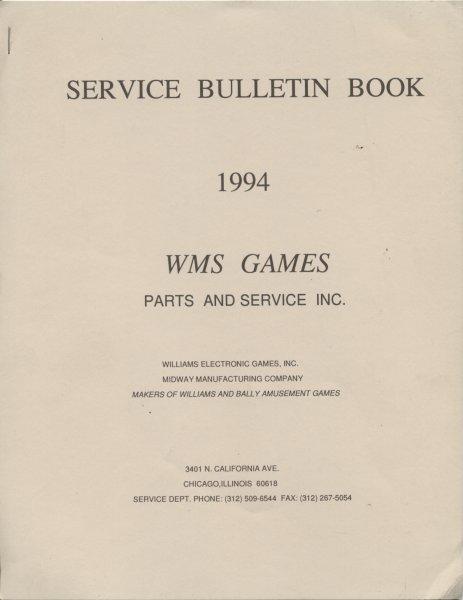 SERVICE BULLETIN BOOK
1994
WMS GAMES
PARTS AND SERVICE INC.
WILLIAMS ELECTRONIC GAMES, INC.
MIDWAY MANUFACTURING COMPANY
MAKERS OF WILLIAMS AND BALLY AMUSEMENT GAMES
3401 N. CALIFORNIA AVE.
CHICAGO,ILLINOIS 60618
SERVICE DEPT. PHONE: (312) 509-6544 FAX: (312) 267-5054